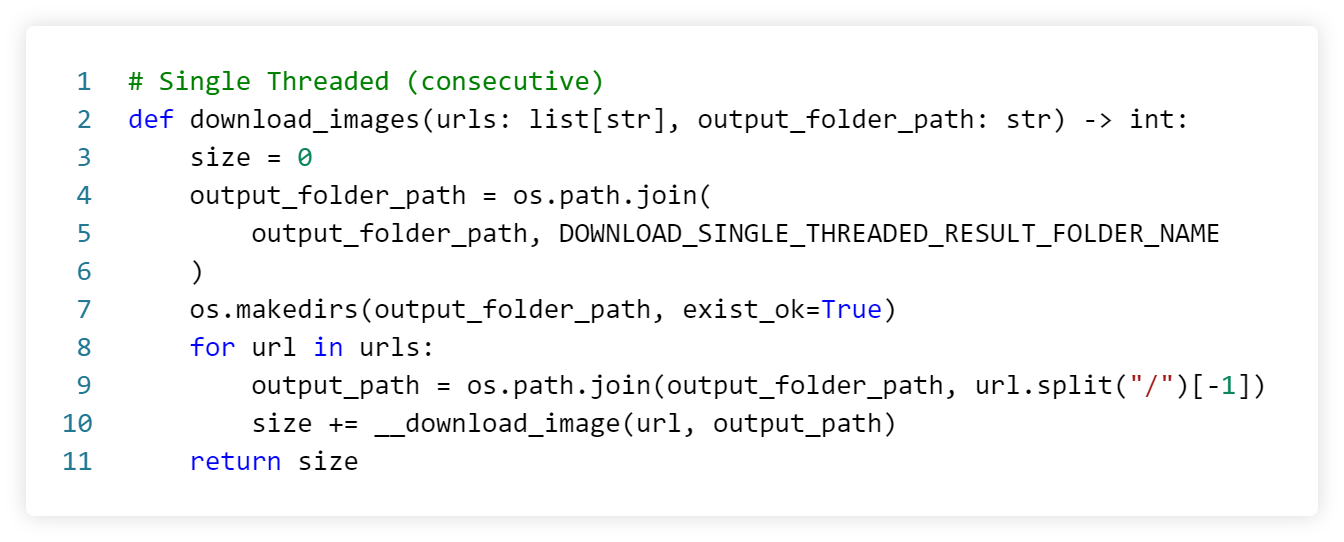 1 # Single Threaded (consecutive)
2 def download_images(urls: list[str], output_folder_path: str) -> int:
3     size = 0
4     output_folder_path = os.path.join(
5         output_folder_path, DOWNLOAD_SINGLE_THREADED_RESULT_FOLDER_NAME
6     )
7     os.makedirs(output_folder_path, exist_ok=True)
8     for url in urls:
9         output_path = os.path.join(output_folder_path, url.split("/")[-1])
10         size += __download_image(url, output_path)
11     return size